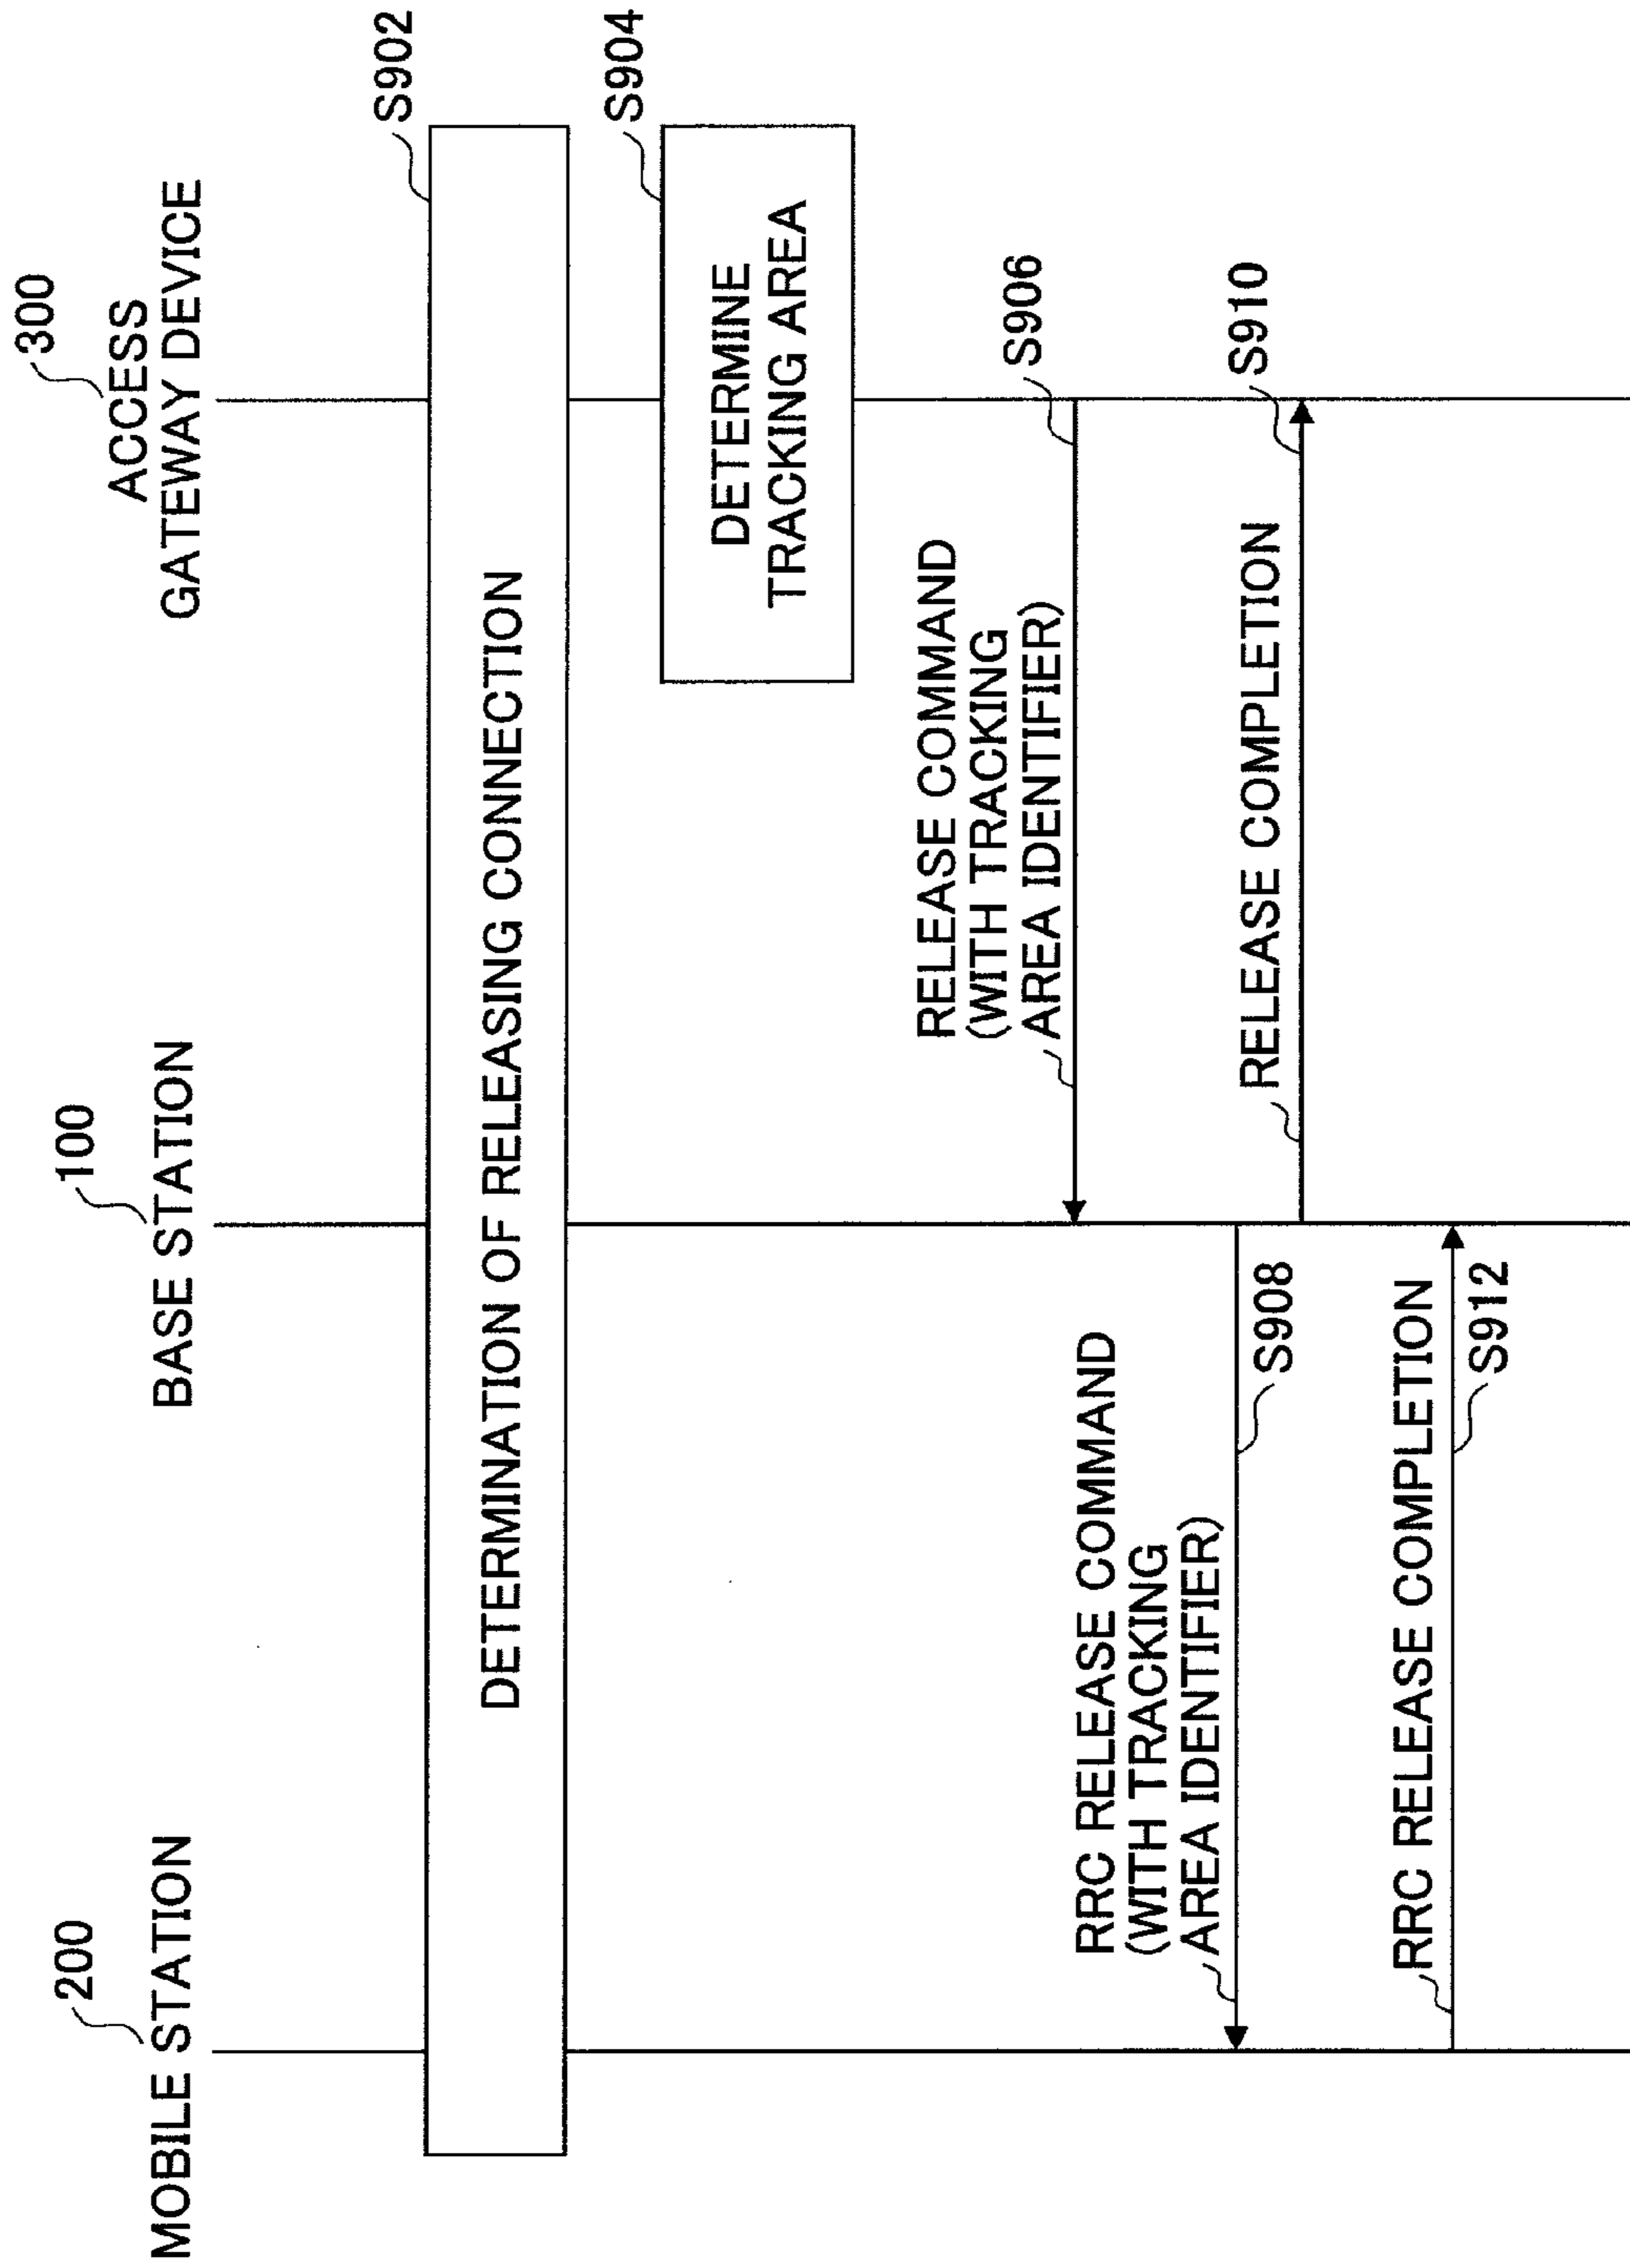 200
MOBILE STATION
100
BASE STATION
300
ACCESS
GATEWAY DEVICE
S902
DETERMINATION OF RELEASING CONNECTION
S904
DETERMINE
TRACKING AREA
RELEASE COMMAND
(WITH TRACKING
AREA IDENTIFIER)
S906
RRC RELEASE COMMAND
(WITH TRACKING
AREA IDENTIFIER)
S908
RELEASE COMPLETION
S910
RRC RELEASE COMPLETION
S912